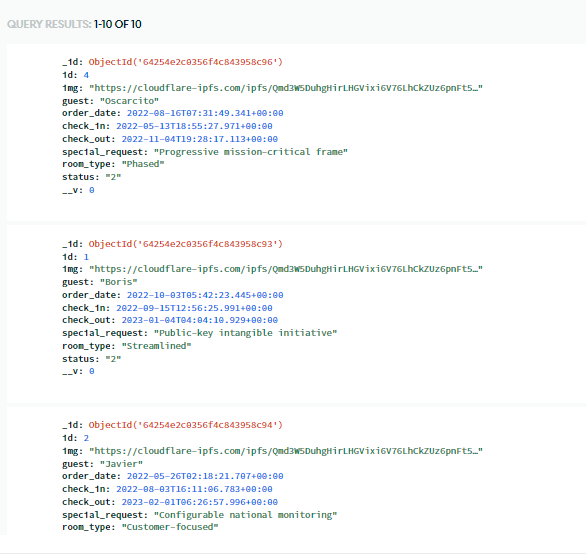 QUERY RESULTS: 1-10 OF 10
_id: ObjectId('64254e2c0356f4c843958c96')
id: 4
img: "https://cloudflare-ipfs.com/ipfs/Qmd3W5DuhgHirLHGVixi6V76LhCkZUz6pnFt5…"
guest: "Oscarcito"
order_date: 2022-08-16T07:31:49.341+00:00
check_in: 2022-05-13T18:55:27.971+00:00
check_out: 2022-11-04T19:28:17.113+00:00
special_request: "Progressive mission-critical frame"
room_type: "Phased"
status: "2"
__v: 0
_id: ObjectId('64254e2c0356f4c843958c93')
id: 1
img: "https://cloudflare-ipfs.com/ipfs/Qmd3W5DuhgHirLHGVixi6V76LhCkZUz6pnFt5…"
guest: "Boris"
order_date: 2022-10-03T05:42:23.445+00:00
check_in: 2022-09-15T12:56:25.991+00:00
check_out: 2023-01-04T04:04:10.929+00:00
special_request: "Public-key intangible initiative"
room_type: "Streamlined"
status: "2"
__v: 0
_id: ObjectId('64254e2c0356f4c843958c94')
id: 2
img: "https://cloudflare-ipfs.com/ipfs/Qmd3W5DuhgHirLHGVixi6V76LhCkZUz6pnFt5…"
guest: "Javier"
order_date: 2022-05-26T02:18:21.707+00:00
check_in: 2022-08-03T16:11:06.783+00:00
check_out: 2023-02-01T06:26:57.996+00:00
special_request: "Configurable national monitoring"
room_type: "Customer-focused"